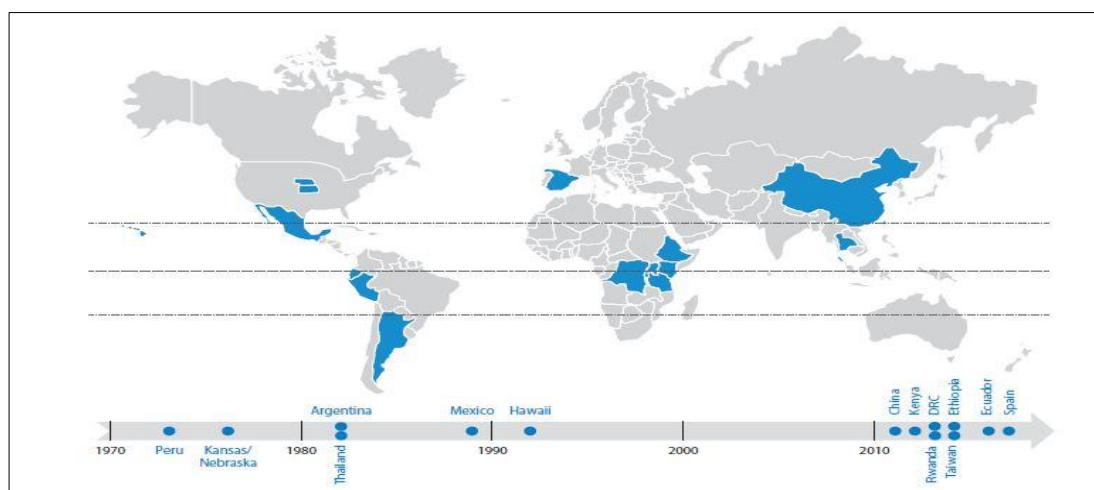 Argentina
Mexico
Hawaii
China
Kenya
DRC
Ethiopia
Ecuador
Spain
1970
1980
1990
2000
2010
Peru
Kansas/
Nebraska
Thailand
Rwanda
Taiwan